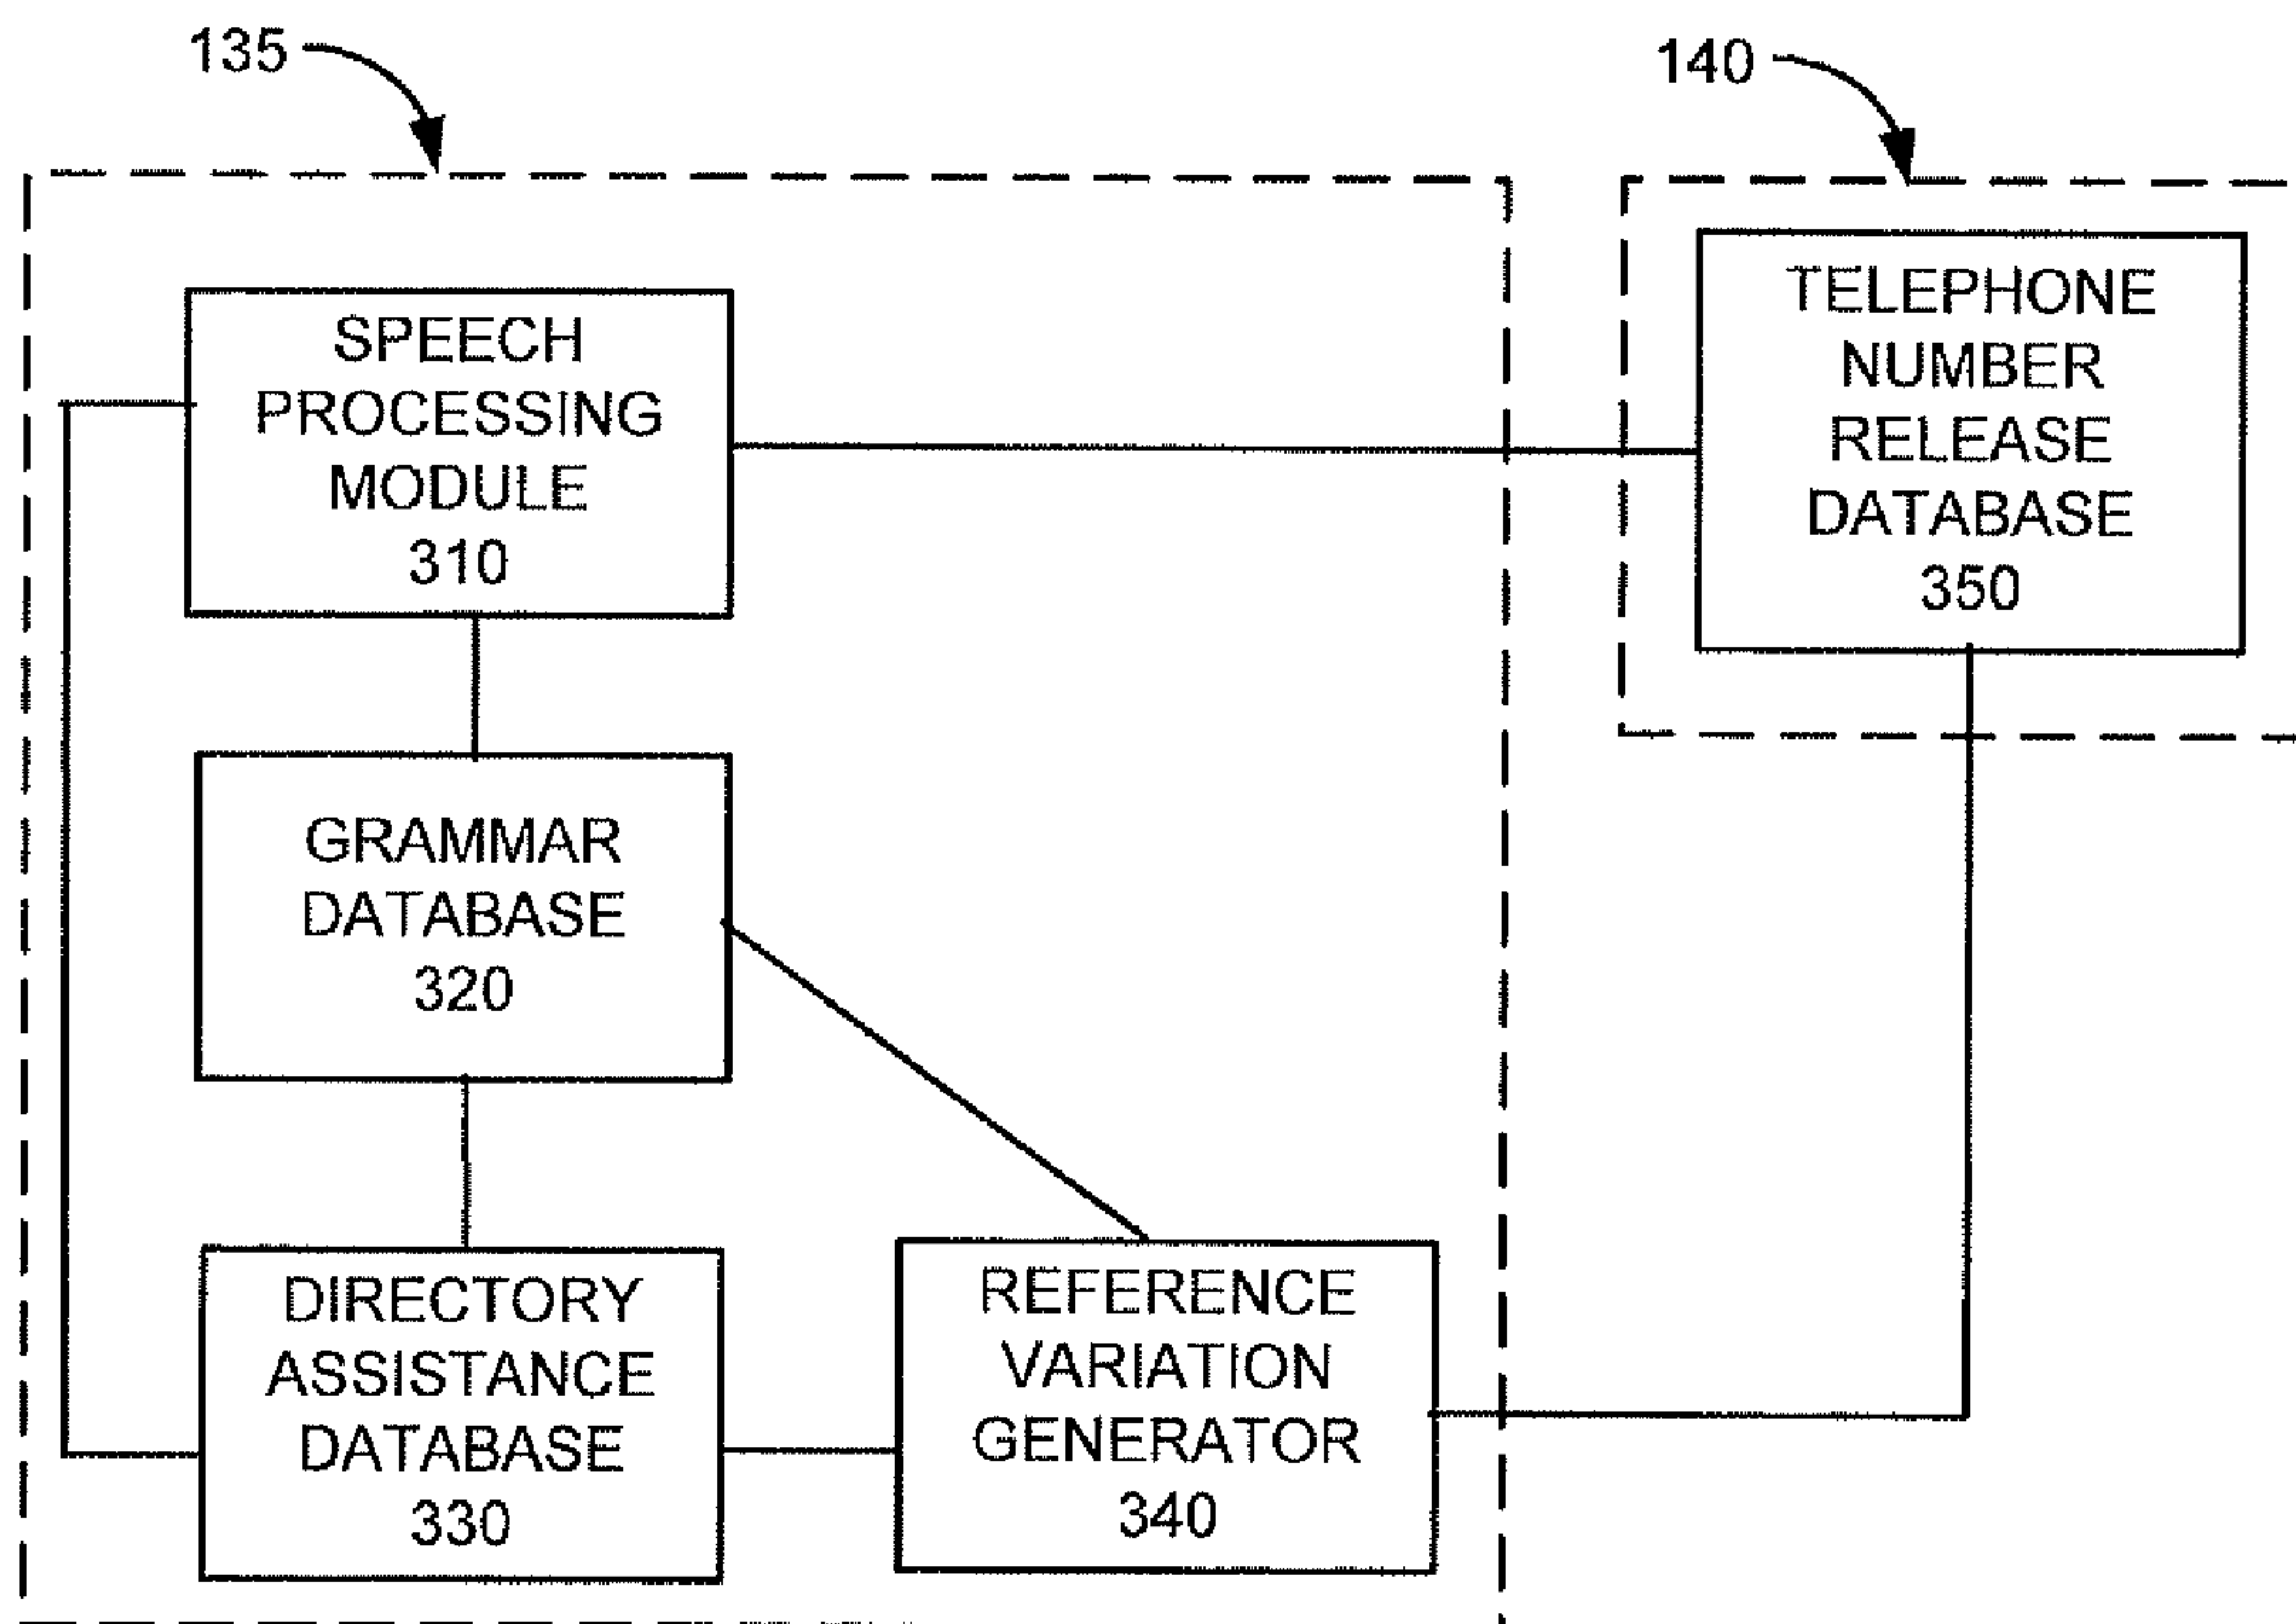 135
140
SPEECH
PROCESSING
MODULE
310
TELEPHONE
NUMBER
RELEASE
DATABASE
350
GRAMMAR
DATABASE
320
DIRECTORY
ASSISTANCE
DATABASE
330
REFERENCE
VARIATION
GENERATOR
340